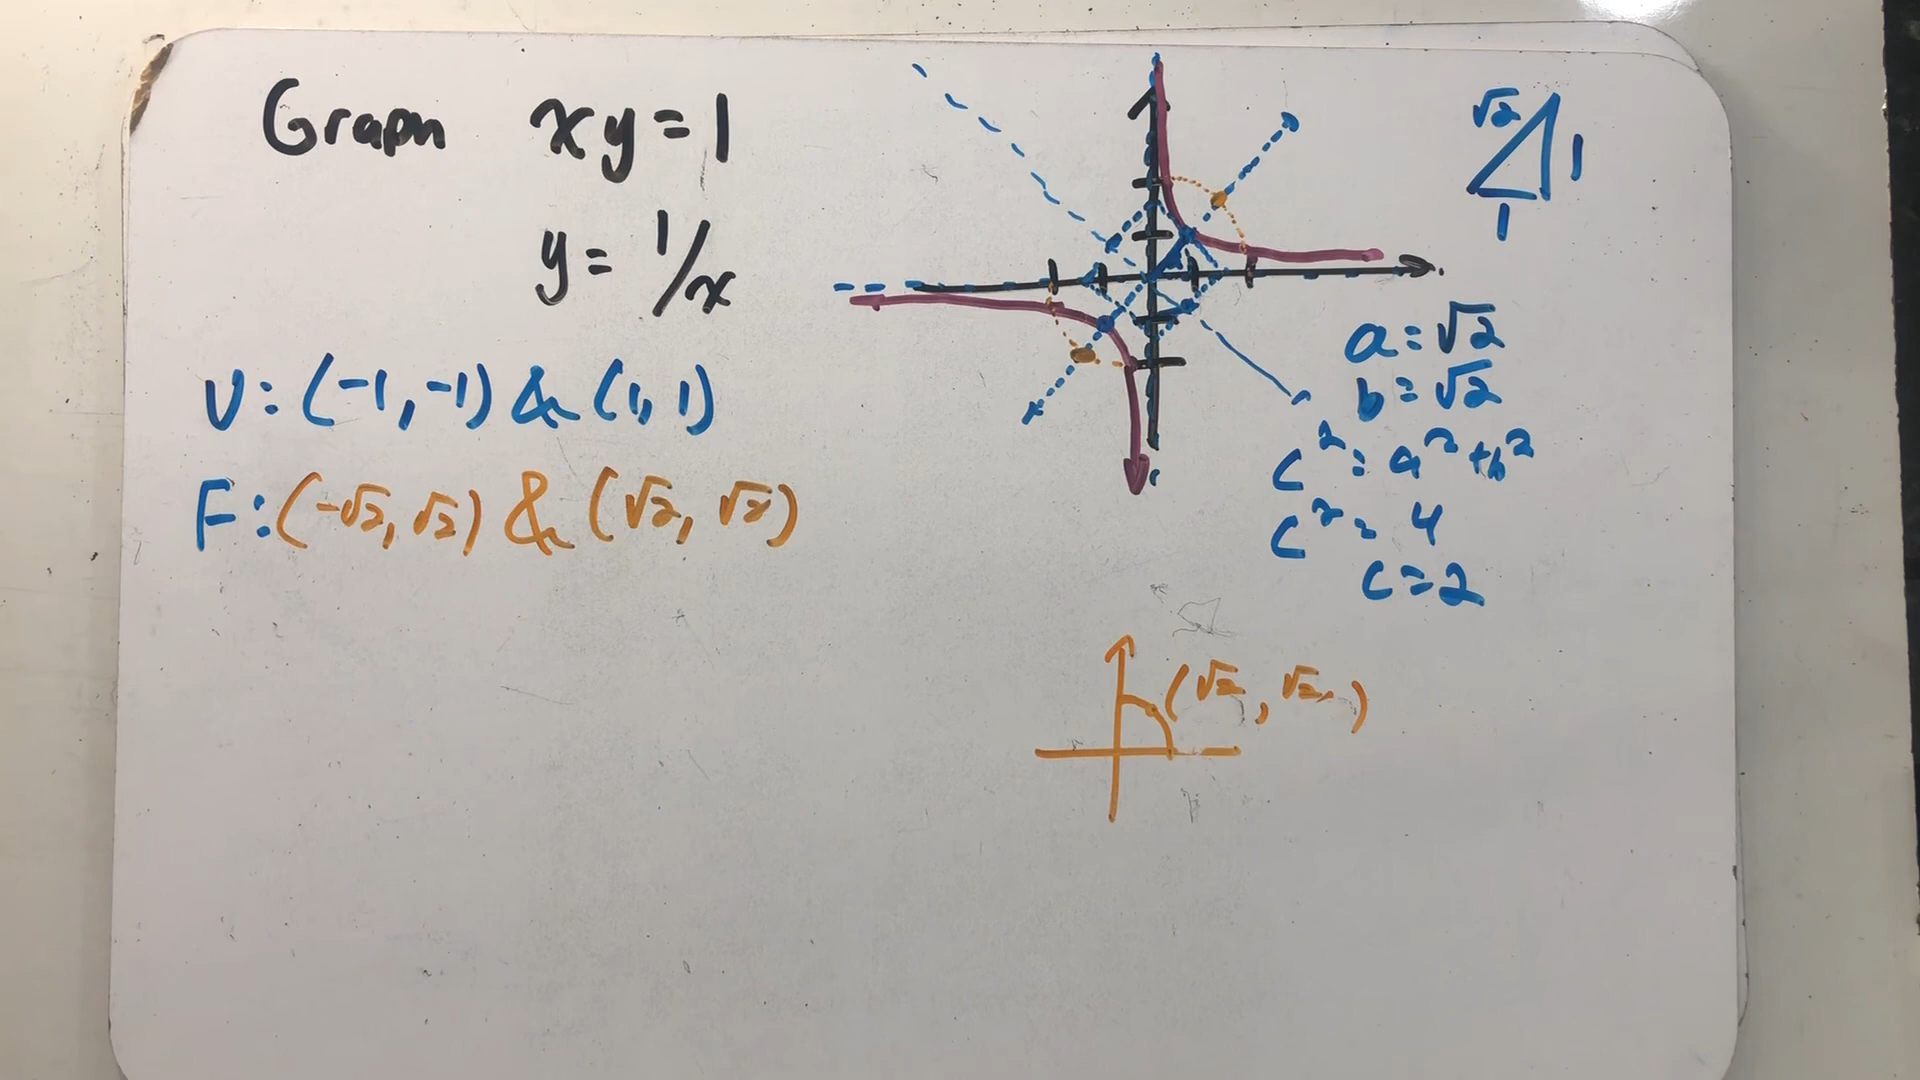 Graph xy=1
y= 1/x
V: (-1, -1) & (1, 1)
F: (-√2, √2) & (√2, √2)
√2
1
1
a=√2
b=√2
c²=a²+b²
c²=4
c=2
(√2, √2)